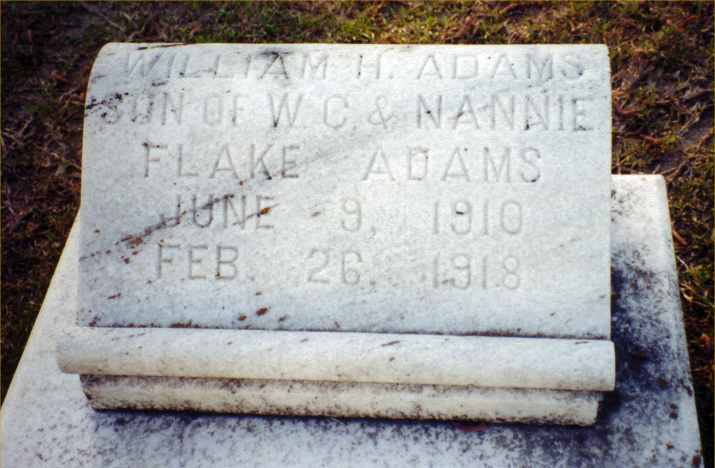 WILLIAM H. ADAMS
SON OF W. C. & NANNIE
FLAKE ADAMS
JUNE 9, 1910
FEB. 26, 1918